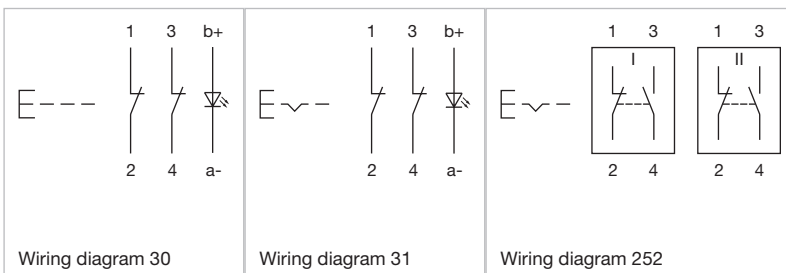 1 3 b+
2 4 a-
Wiring diagram 30
1 3 b+
2 4 a-
Wiring diagram 31
1 3 1 3
I II
2 4 2 4
Wiring diagram 252